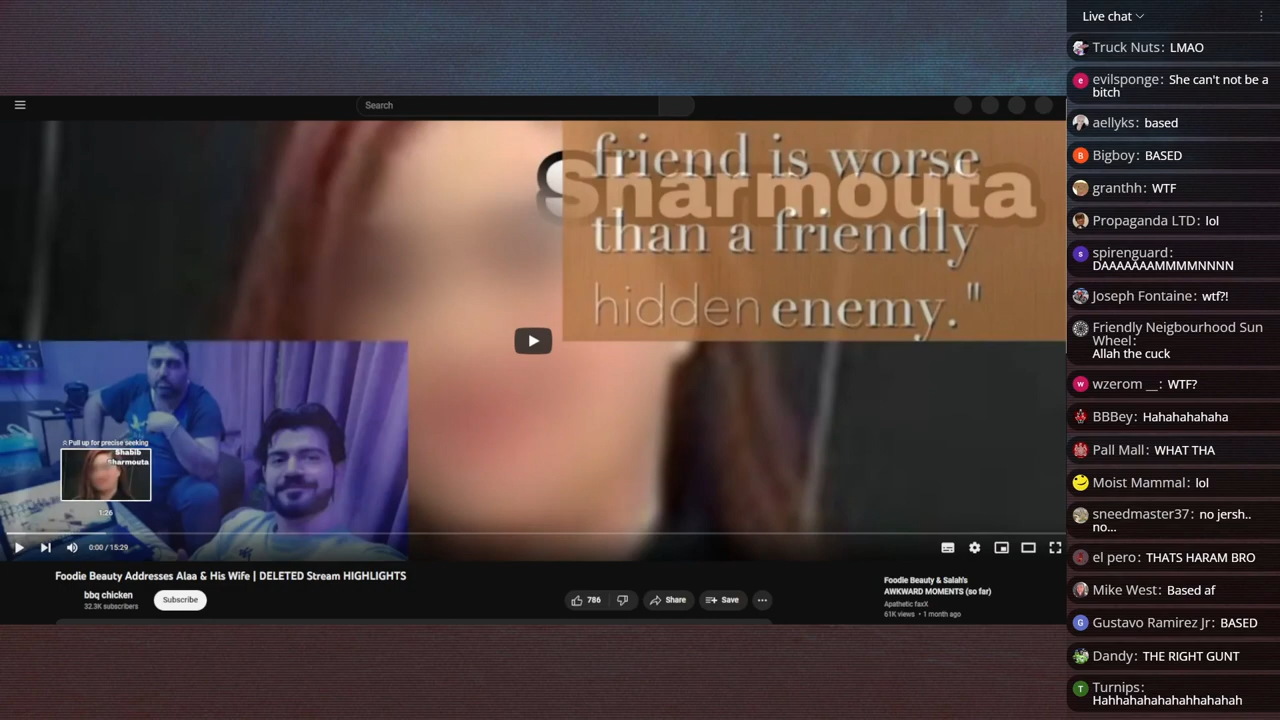 Live chat
Truck Nuts: LMAO
evilsponge: She can't not be a
bitch
aellyks: based
Bigboy: BASED
granthh: WTF
Propaganda LTD: lol
spirenguard:
DAAAAAAMMMMNNNN
Joseph Fontaine: wtf?!
Friendly Neigbourhood Sun
Wheel:
Allah the cuck
wzerom __: WTF?
BBBey: Hahahahahaha
Pall Mall: WHAT THA
Moist Mammal: lol
sneedmaster37: no jersh..
no...
el pero: THATS HARAM BRO
Mike West: Based af
Gustavo Ramirez Jr: BASED
Dandy: THE RIGHT GUNT
Turnips:
Hahhahahahahhahahah
Search
friend is worse
Sharmouta
than a friendly
hidden enemy."
Pull up for precise seeking
Shabib
Sharmouta
1:26
0:00 / 15:29
Foodie Beauty Addresses Alaa & His Wife | DELETED Stream HIGHLIGHTS
bbq chicken
32.3K subscribers
Subscribe
786
Share
Save
Foodie Beauty & Salah's
AWKWARD MOMENTS (so far)
Apathetic faxX
61K views • 1 month ago